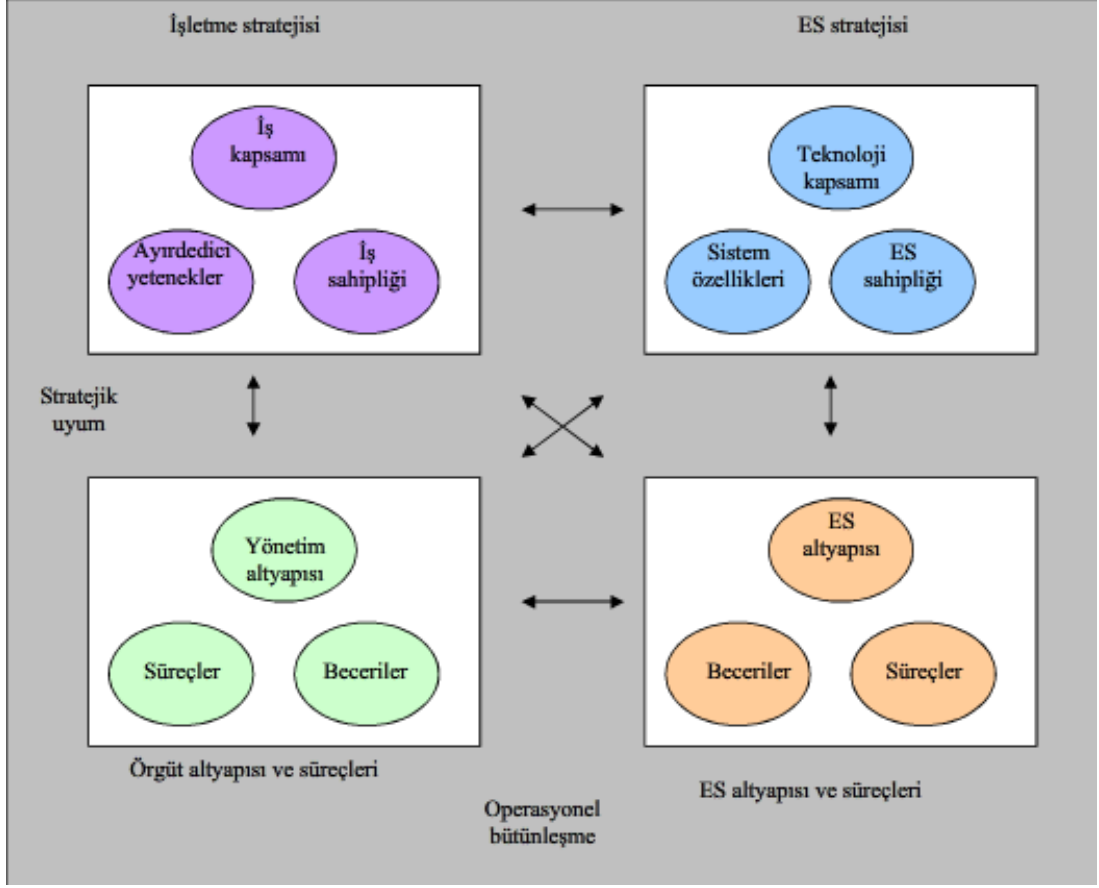 İşletme stratejisi
ES stratejisi
İş
kapsamı
Ayırdedici
yetenekler
İş
sahipliği
Teknoloji
kapsamı
Sistem
özellikleri
ES
sahipliği
Stratejik
uyum
Yönetim
altyapısı
Süreçler
Beceriler
ES
altyapısı
Beceriler
Süreçler
Örgüt altyapısı ve süreçleri
ES altyapısı ve süreçleri
Operasyonel
bütünleşme